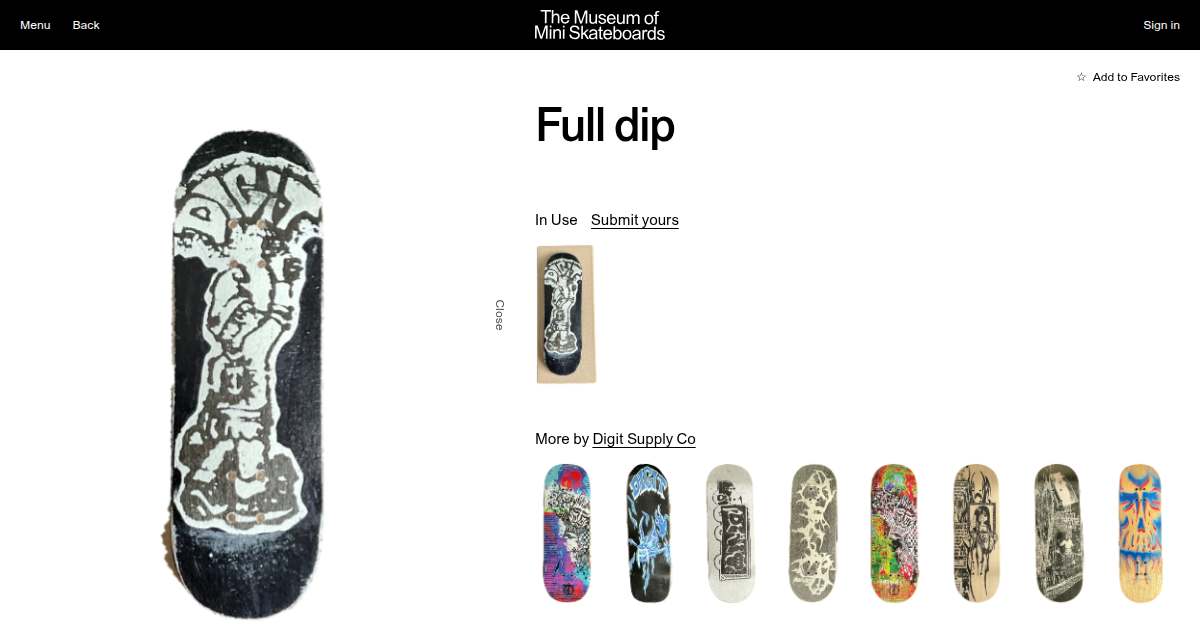 Menu
Back
The Museum of
Mini Skateboards
Sign in
☆ Add to Favorites
Full dip
In Use
Submit yours
Close
More by Digit Supply Co
DIGIT